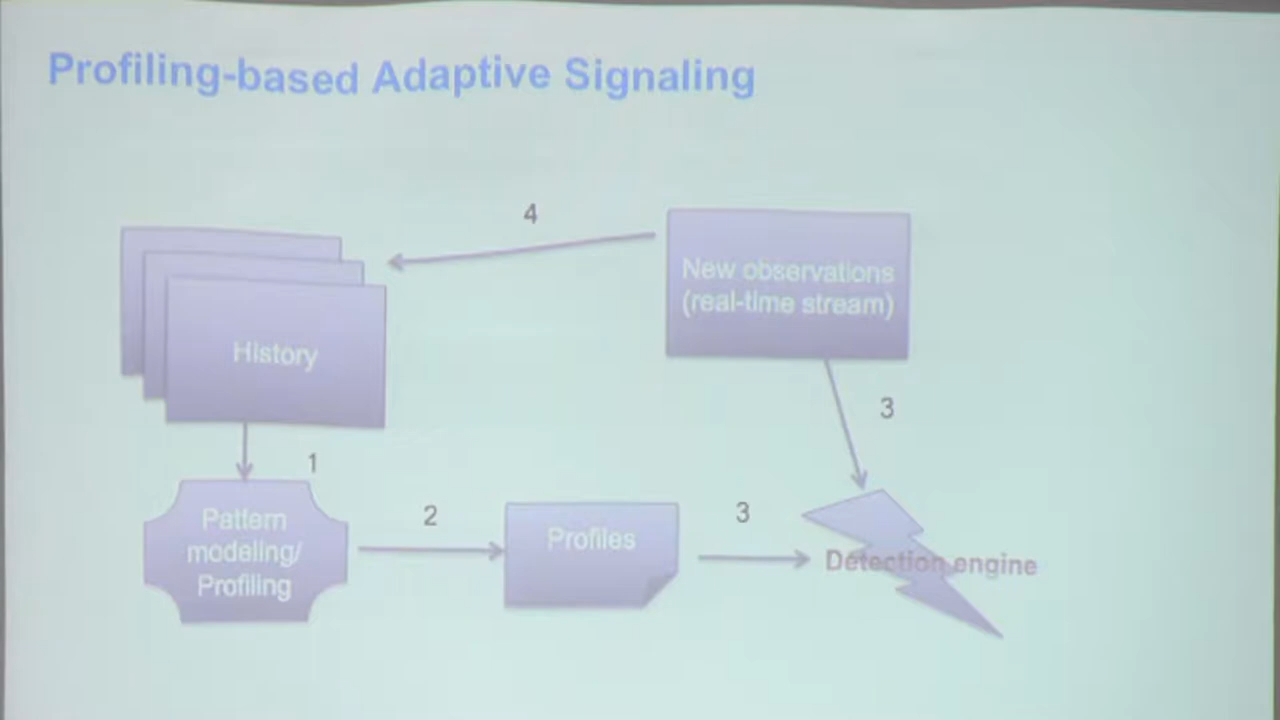 Profiling-based Adaptive Signaling
4
New observations
(real-time stream)
History
3
1
Pattern
modeling/
Profiling
2
Profiles
3
Detection engine